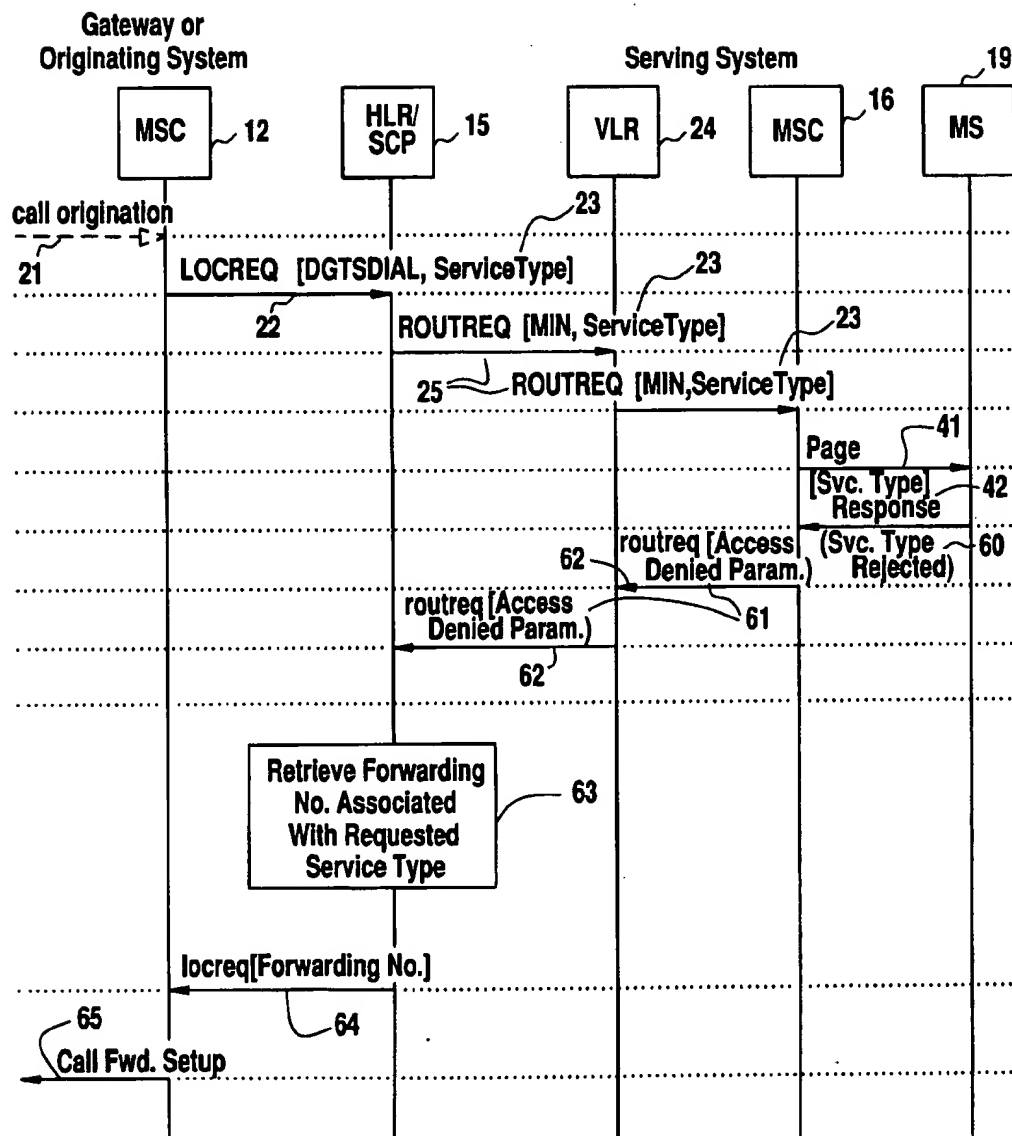 Gateway or
Originating System
Serving System
19
MSC
12
HLR/
SCP
15
VLR
24
MSC
16
MS
call origination
21
23
LOCREQ [DGTSDIAL, ServiceType]
22
23
ROUTREQ [MIN, ServiceType]
23
25
ROUTREQ [MIN,ServiceType]
Page
41
[Svc. Type]
Response
42
(Svc. Type
Rejected)
60
routreq [Access
Denied Param.)
62
61
routreq [Access
Denied Param.)
62
Retrieve Forwarding
No. Associated
With Requested
Service Type
63
locreq[Forwarding No.]
64
65
Call Fwd. Setup